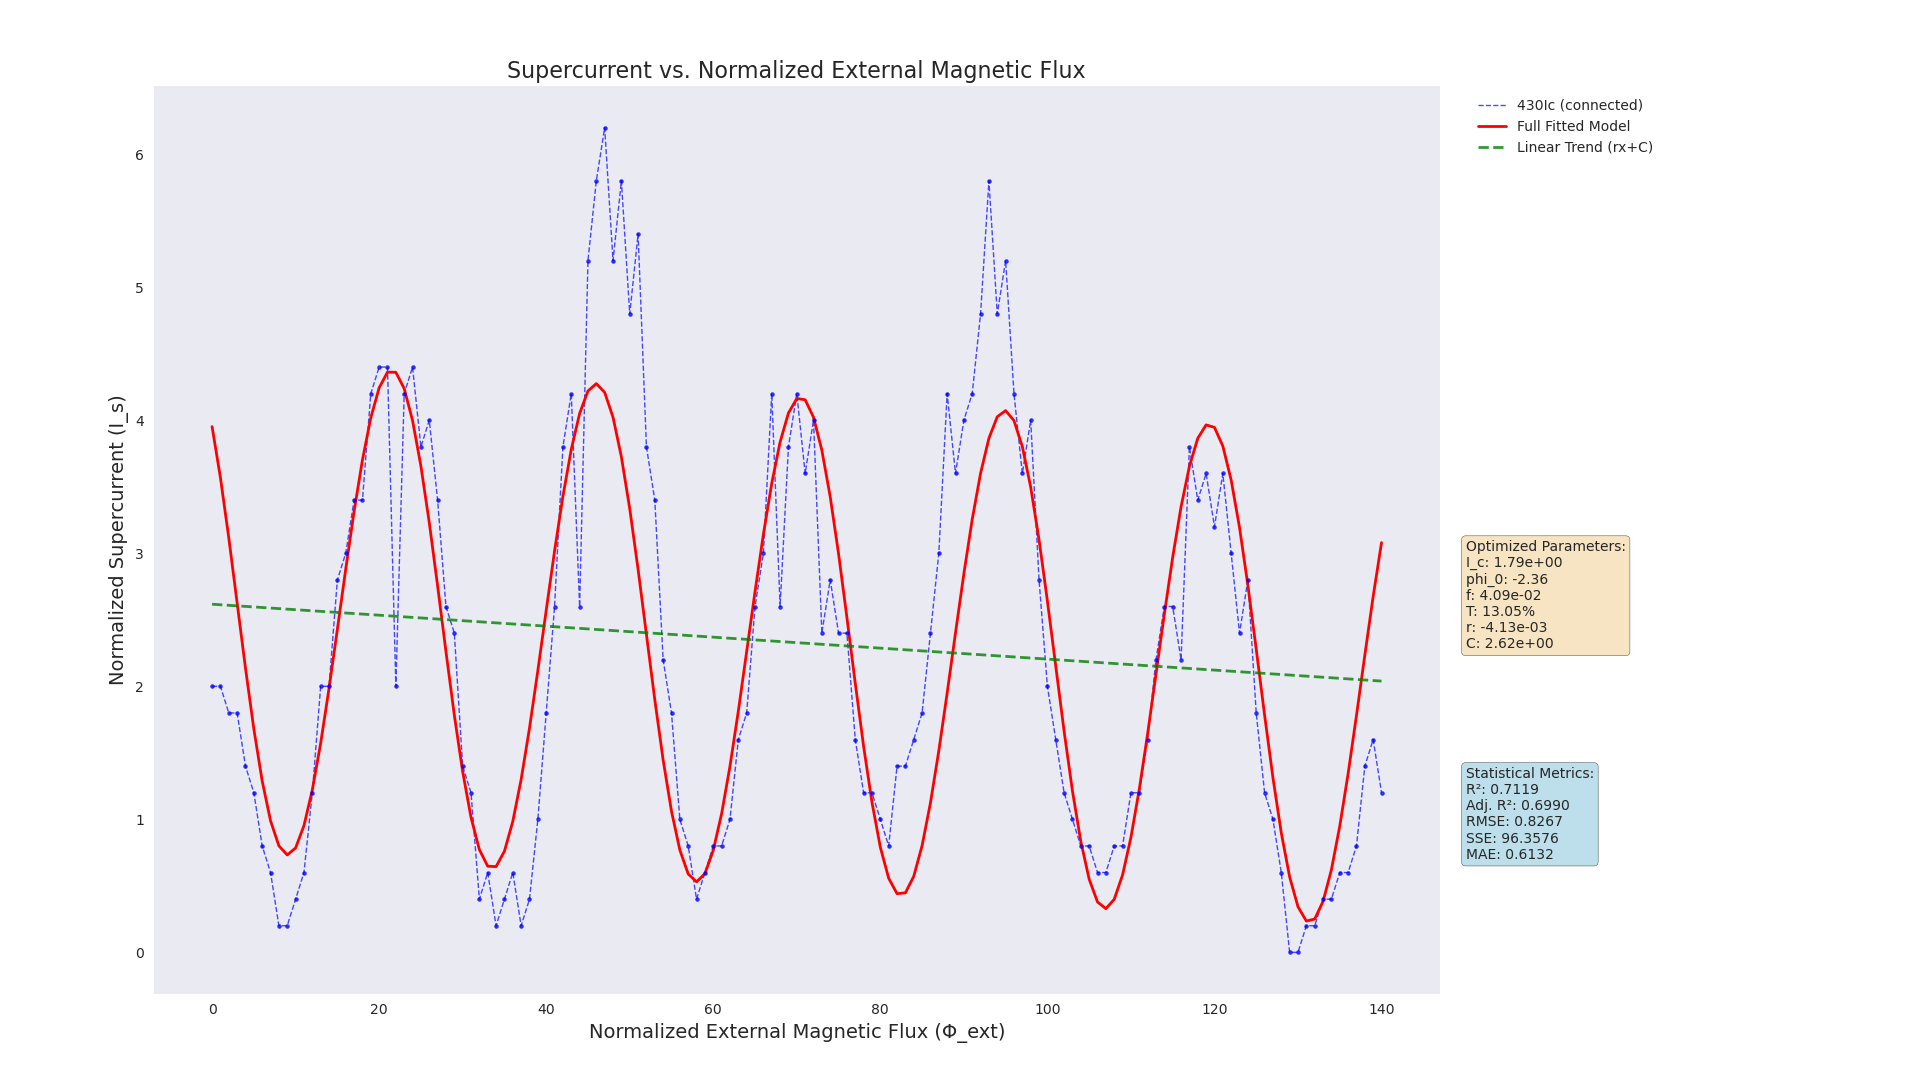 Supercurrent vs. Normalized External Magnetic Flux
430Ic (connected)
Full Fitted Model
Linear Trend (rx+C)
Normalized Supercurrent (I_s)
6
5
4
3
2
1
0
0 20 40 60 80 100 120 140
Normalized External Magnetic Flux (Φ_ext)
Optimized Parameters:
I_c: 1.79e+00
phi_0: -2.36
f: 4.09e-02
T: 13.05%
r: -4.13e-03
C: 2.62e+00
Statistical Metrics:
R²: 0.7119
Adj. R²: 0.6990
RMSE: 0.8267
SSE: 96.3576
MAE: 0.6132